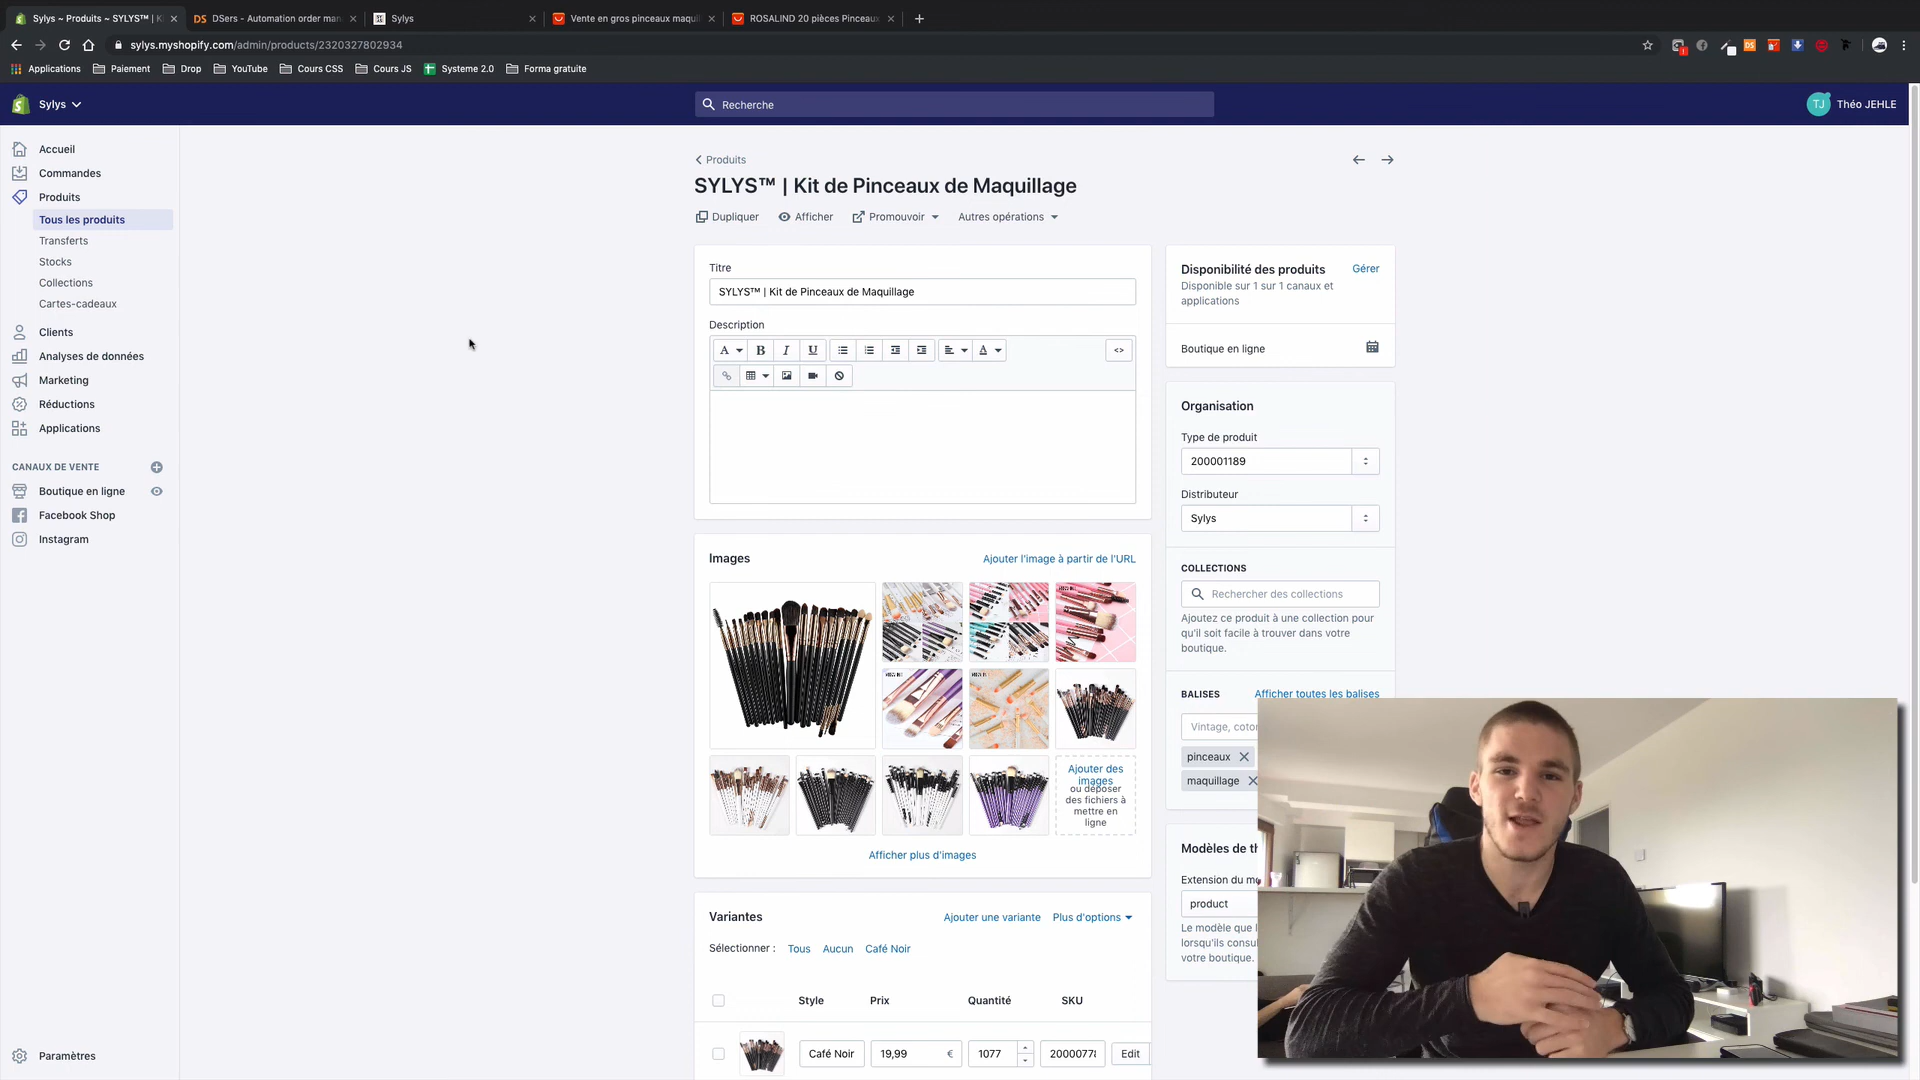 Sylys ~ Produits ~ SYLYS™ | K
DSers - Automation order man
Sylys
Vente en gros pinceaux maquil
ROSALIND 20 pièces Pinceaux
sylys.myshopify.com/admin/products/2320327802934
Applications
Paiement
Drop
YouTube
Cours CSS
Cours JS
Systeme 2.0
Forma gratuite
Sylys
Recherche
TJ
Théo JEHLE
Accueil
Commandes
Produits
Tous les produits
Transferts
Stocks
Collections
Cartes-cadeaux
Clients
Analyses de données
Marketing
Réductions
Applications
CANAUX DE VENTE
Boutique en ligne
Facebook Shop
Instagram
Paramètres
Produits
SYLYS™ | Kit de Pinceaux de Maquillage
Dupliquer
Afficher
Promouvoir
Autres opérations
Titre
SYLYS™ | Kit de Pinceaux de Maquillage
Description
A
B
I
U
A
<>
Images
Ajouter l'image à partir de l'URL
Ajouter des
images
ou déposer
des fichiers à
mettre en
ligne
Afficher plus d'images
Variantes
Ajouter une variante
Plus d'options
Sélectionner :
Tous
Aucun
Café Noir
Style
Prix
Quantité
SKU
Café Noir
19,99
€
1077
2000077
Edit
Disponibilité des produits
Gérer
Disponible sur 1 sur 1 canaux et
applications
Boutique en ligne
Organisation
Type de produit
200001189
Distributeur
Sylys
COLLECTIONS
Rechercher des collections
Ajoutez ce produit à une collection pour
qu'il soit facile à trouver dans votre
boutique.
BALISES
Afficher toutes les balises
Vintage, coton
pinceaux
maquillage
Modèles de th
Extension du mo
product
Le modèle que l
lorsqu'ils consul
votre boutique.